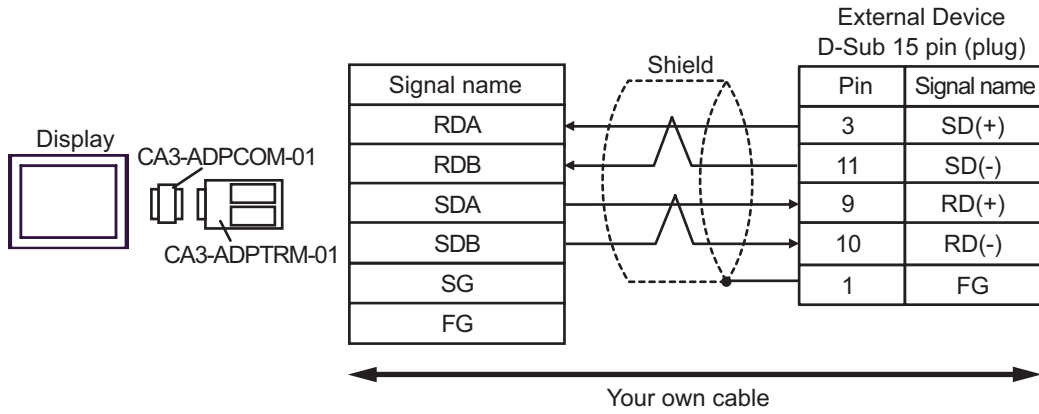 External Device
D-Sub 15 pin (plug)
Shield
Display
CA3-ADPCOM-01
CA3-ADPTRM-01
Signal name
RDA
RDB
SDA
SDB
SG
FG
Pin Signal name
3 SD(+)
11 SD(-)
9 RD(+)
10 RD(-)
1 FG
Your own cable